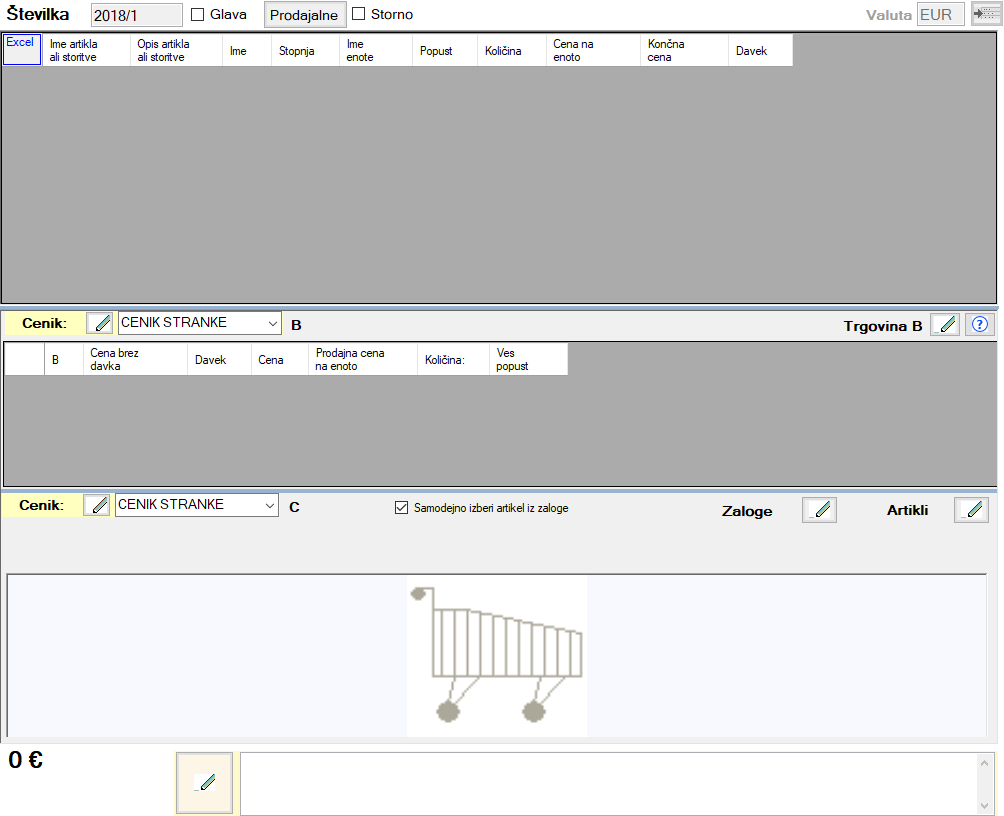 Številka 2018/1 Glava Prodajalne Storno Valuta EUR
Excel Ime artikla ali storitve Opis artikla ali storitve Ime Stopnja Ime enote Popust Količina Cena na enoto Končna cena Davek
Cenik: CENIK STRANKE B Trgovina B ?
B Cena brez davka Davek Cena Prodajna cena na enoto Količina: Ves popust
Cenik: CENIK STRANKE C Samodejno izberi artikel iz zaloge Zaloge Artikli
0 €